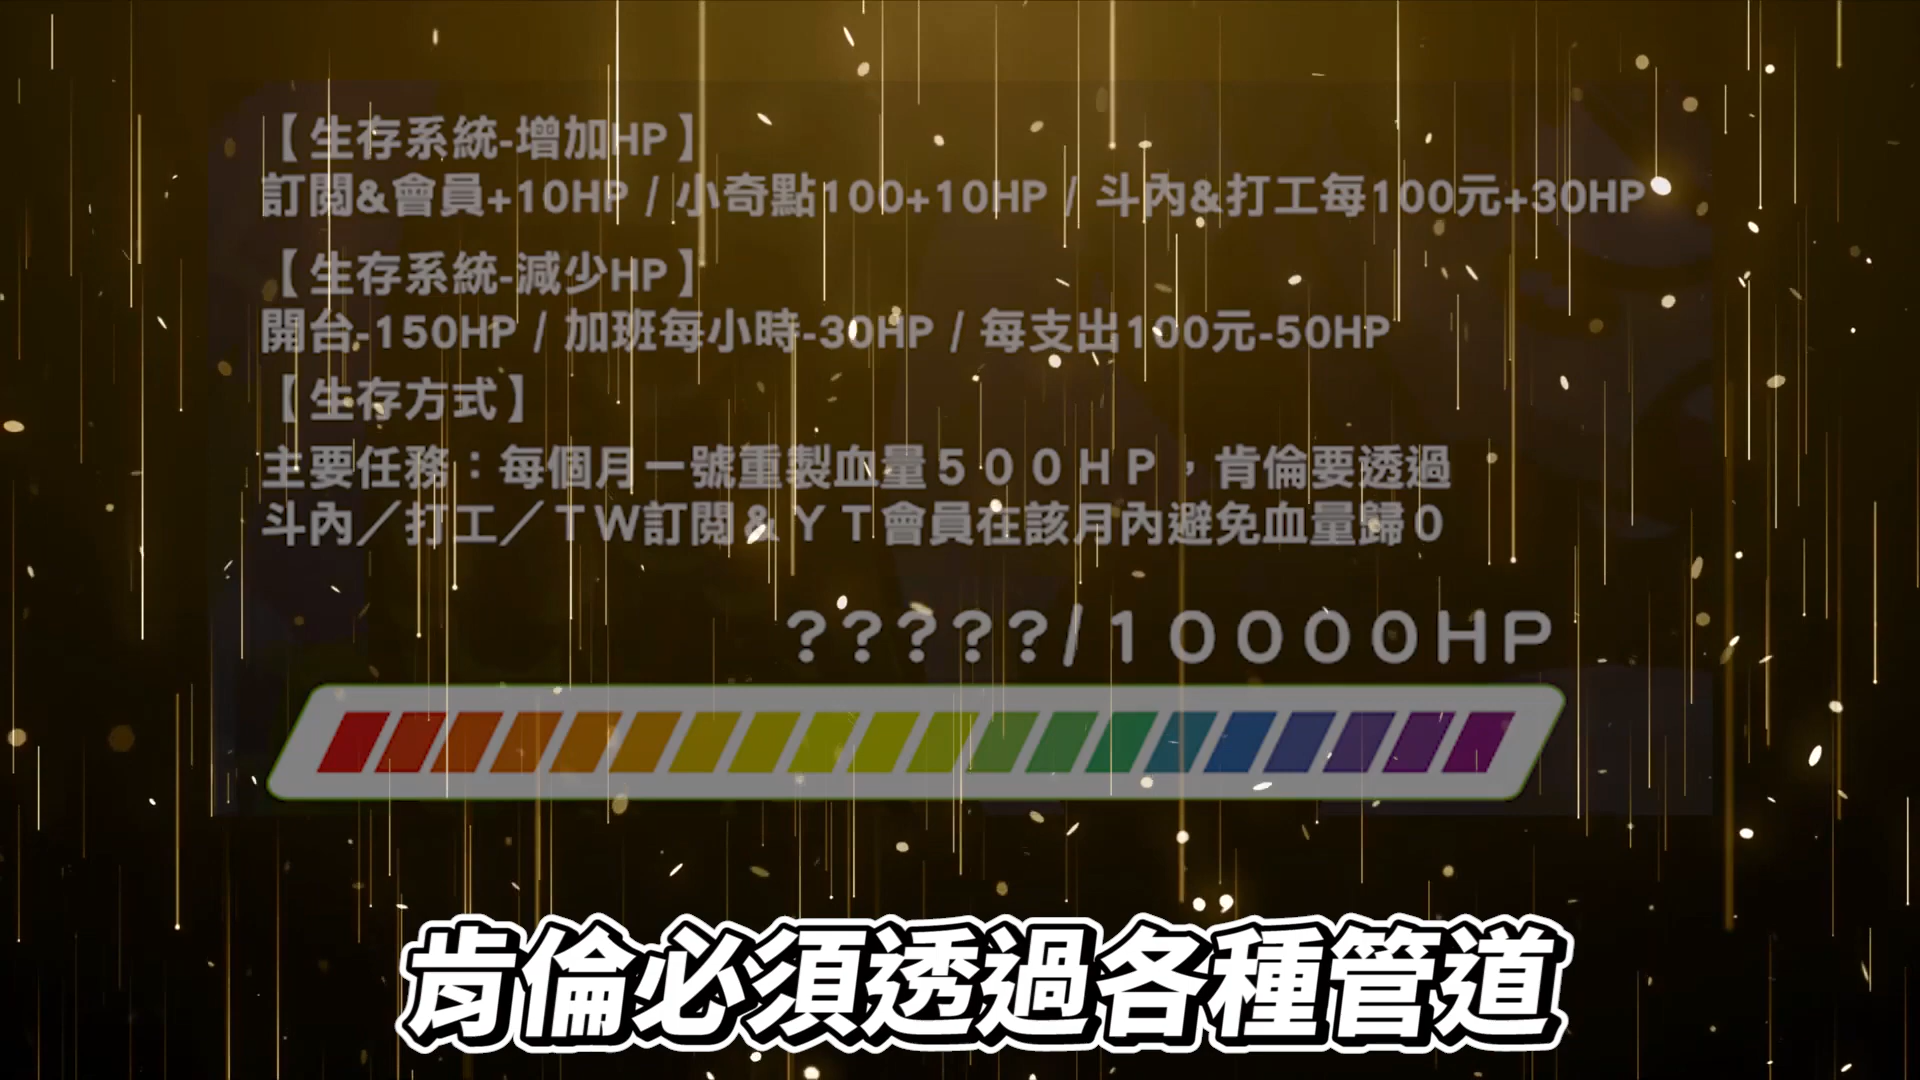 【生存系統-增加HP】
訂閱&會員+10HP / 小奇點100+10HP / 斗內&打工每100元+30HP
【生存系統-減少HP】
開台-150HP / 加班每小時-30HP / 每支出100元-50HP
【生存方式】
主要任務：每個月一號重製血量５００ＨＰ，肯倫要透過
斗內／打工／ＴＷ訂閱＆ＹＴ會員在該月內避免血量歸０
?????/10000HP
肯倫必須透過各種管道